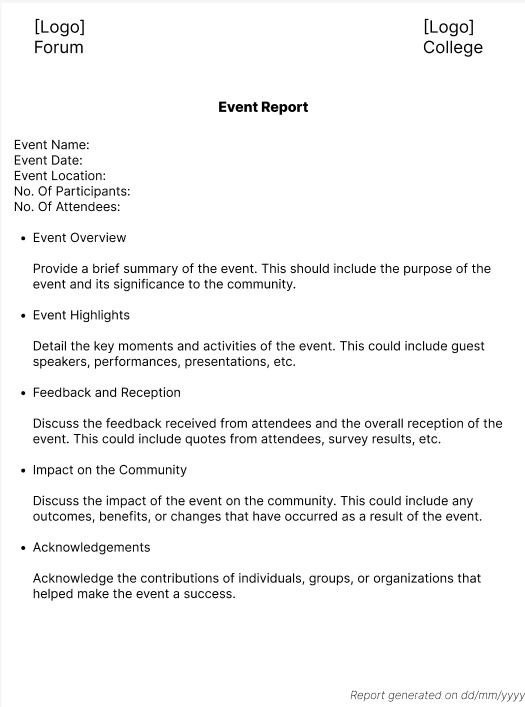 [Logo] [Logo]
Forum College
Event Report
Event Name:
Event Date:
Event Location:
No. Of Participants:
No. Of Attendees:
• Event Overview
Provide a brief summary of the event. This should include the purpose of the
event and its significance to the community.
• Event Highlights
Detail the key moments and activities of the event. This could include guest
speakers, performances, presentations, etc.
• Feedback and Reception
Discuss the feedback received from attendees and the overall reception of the
event. This could include quotes from attendees, survey results, etc.
• Impact on the Community
Discuss the impact of the event on the community. This could include any
outcomes, benefits, or changes that have occurred as a result of the event.
• Acknowledgements
Acknowledge the contributions of individuals, groups, or organizations that
helped make the event a success.
Report generated on dd/mm/yyyy